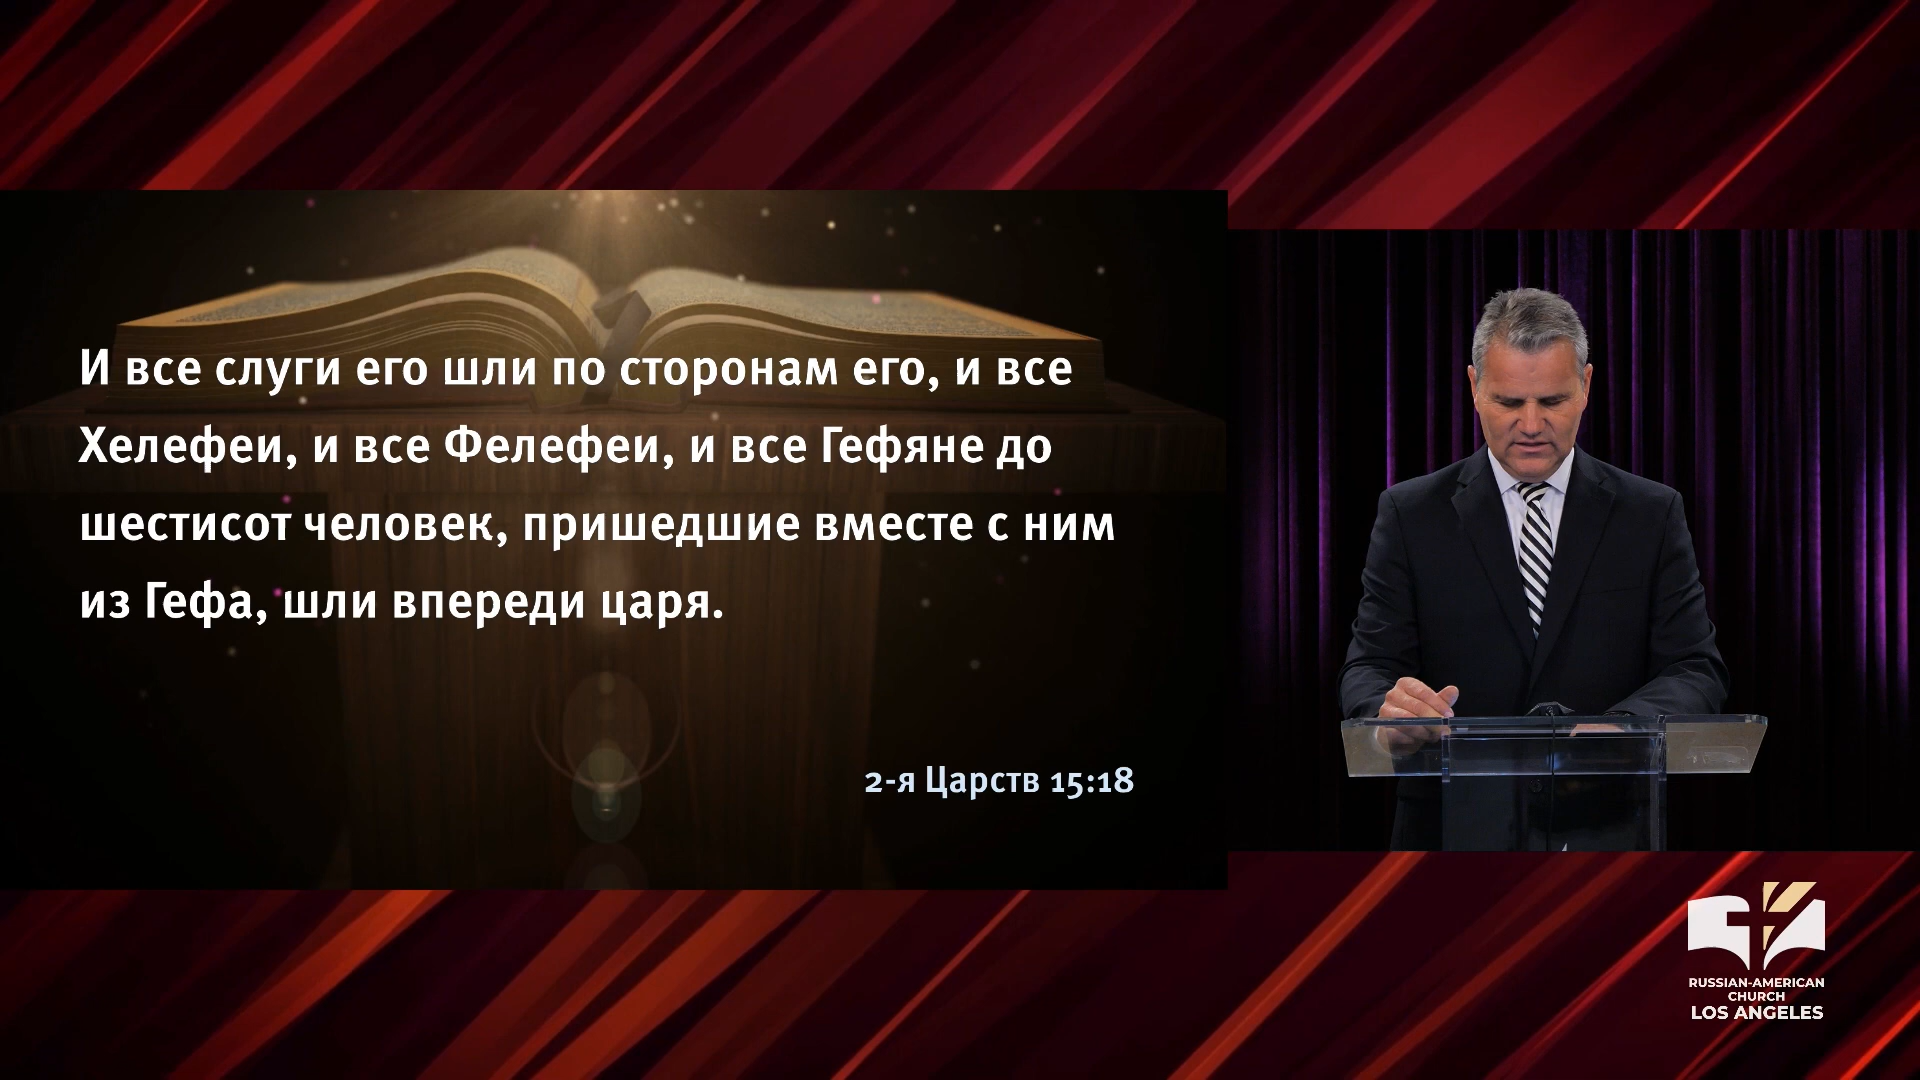 И все слуги его шли по сторонам его, и все
Хелефеи, и все Фелефеи, и все Гефяне до
шестисот человек, пришедшие вместе с ним
из Гефа, шли впереди царя.
2-я Царств 15:18
RUSSIAN-AMERICAN
CHURCH
LOS ANGELES